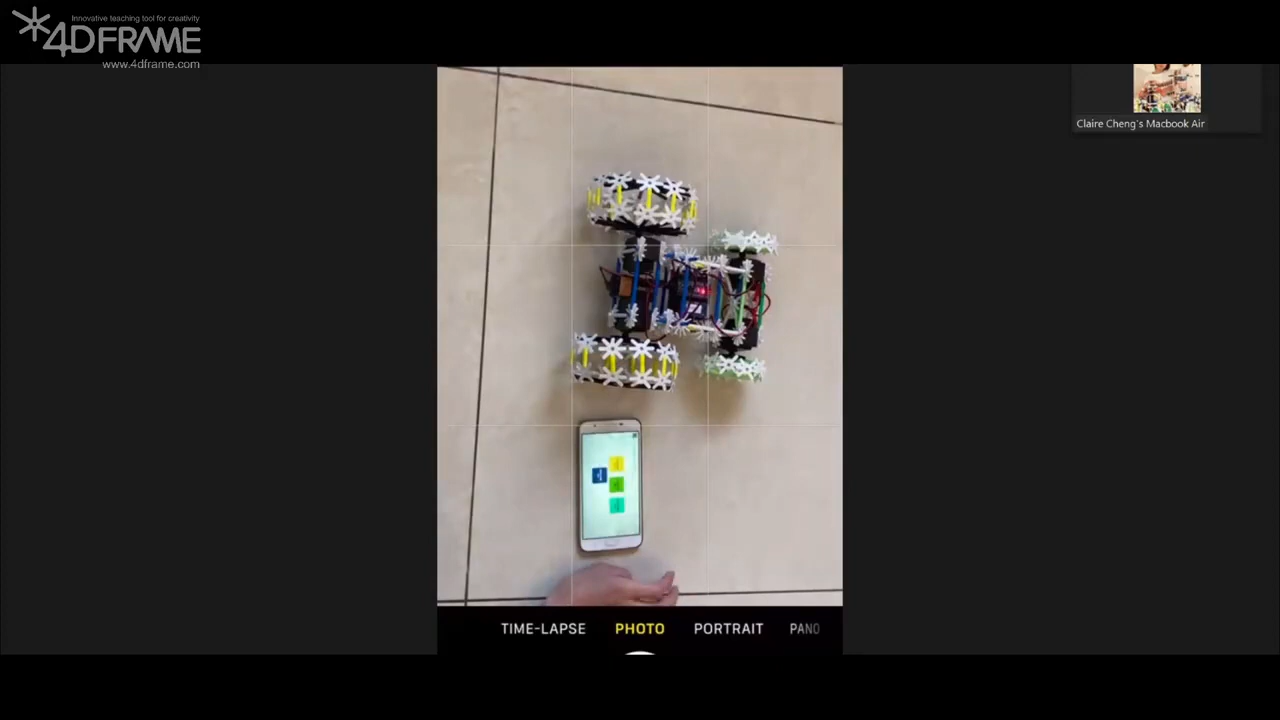 Innovative teaching tool for creativity
4DFRAME
www.4dframe.com
Claire Cheng's Macbook Air
TIME-LAPSE PHOTO PORTRAIT PANO